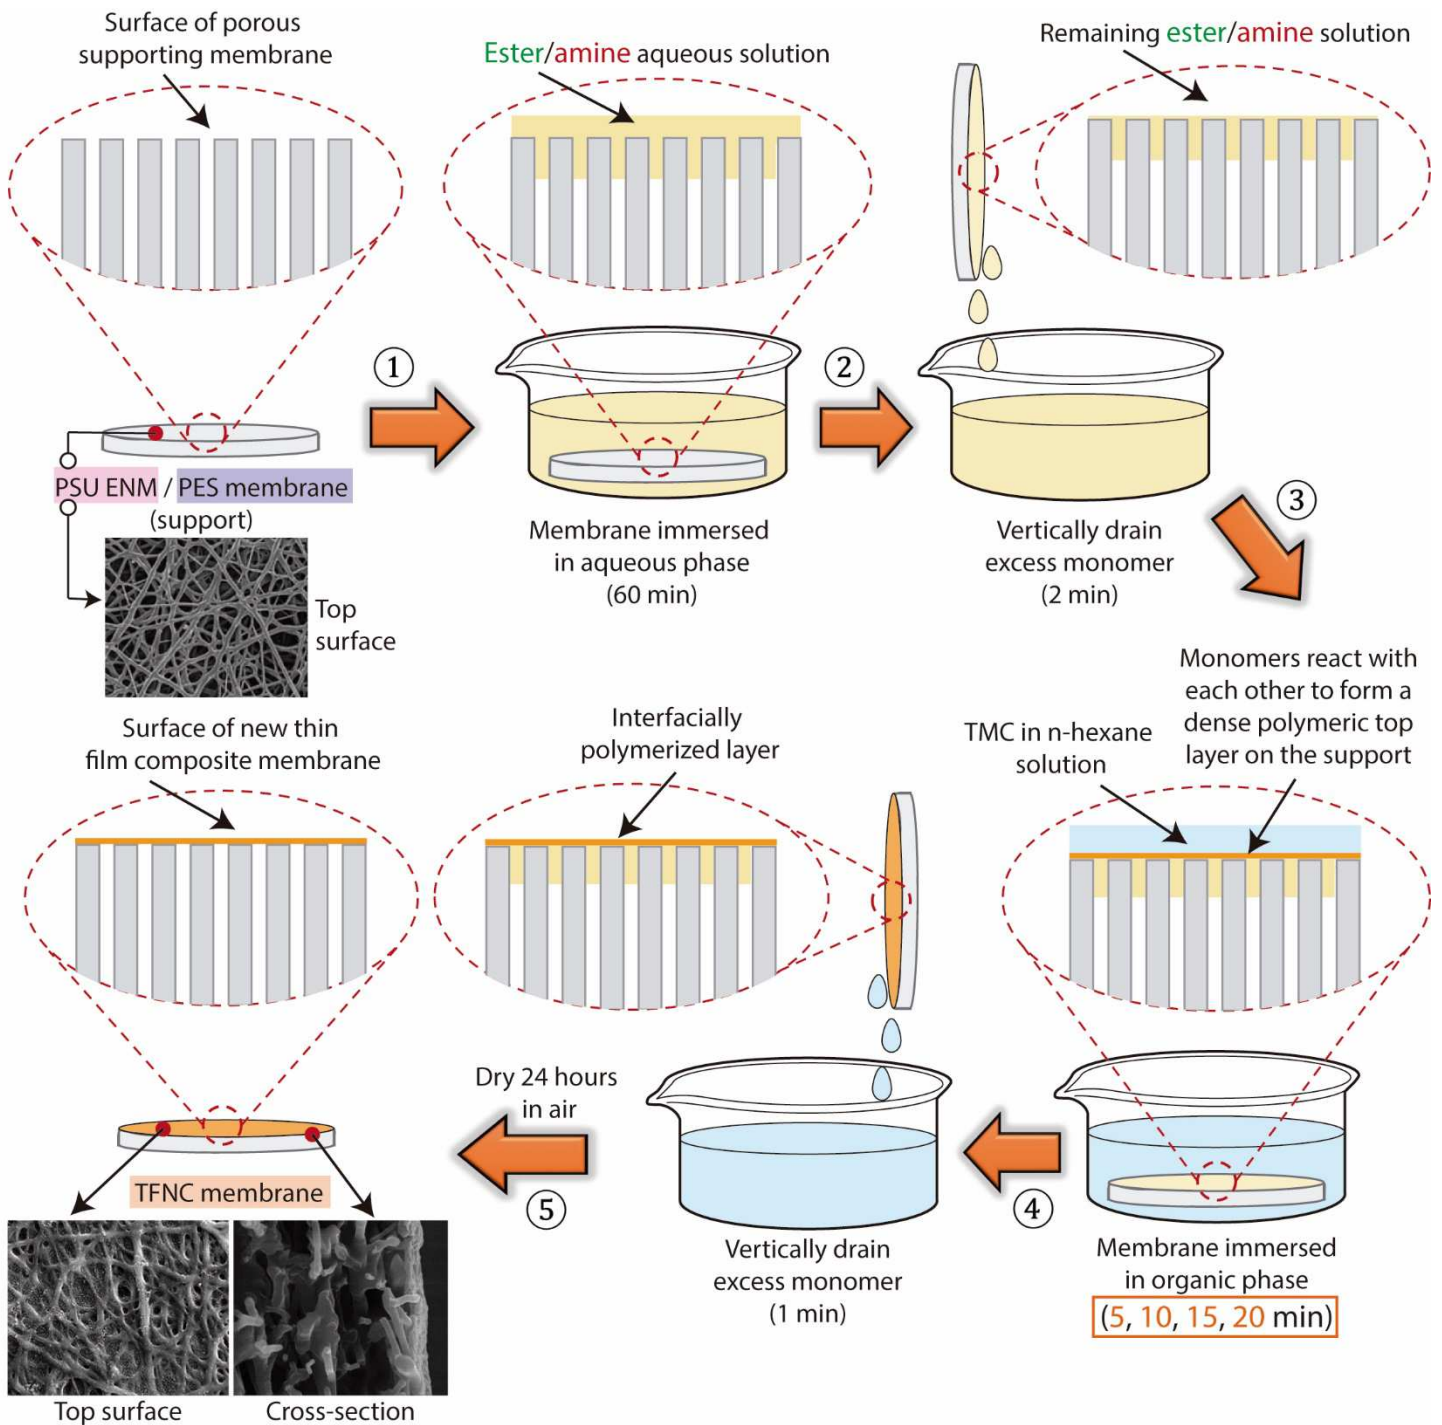 Surface of porous
supporting membrane
Ester/amine aqueous solution
Remaining ester/amine solution
①
②
PSU ENM / PES membrane
(support)
Top
surface
Membrane immersed
in aqueous phase
(60 min)
Vertically drain
excess monomer
(2 min)
③
Monomers react with
each other to form a
dense polymeric top
layer on the support
TMC in n-hexane
solution
Interfacially
polymerized layer
Surface of new thin
film composite membrane
Dry 24 hours
in air
⑤
④
TFNC membrane
Top surface
Cross-section
Vertically drain
excess monomer
(1 min)
Membrane immersed
in organic phase
(5, 10, 15, 20 min)